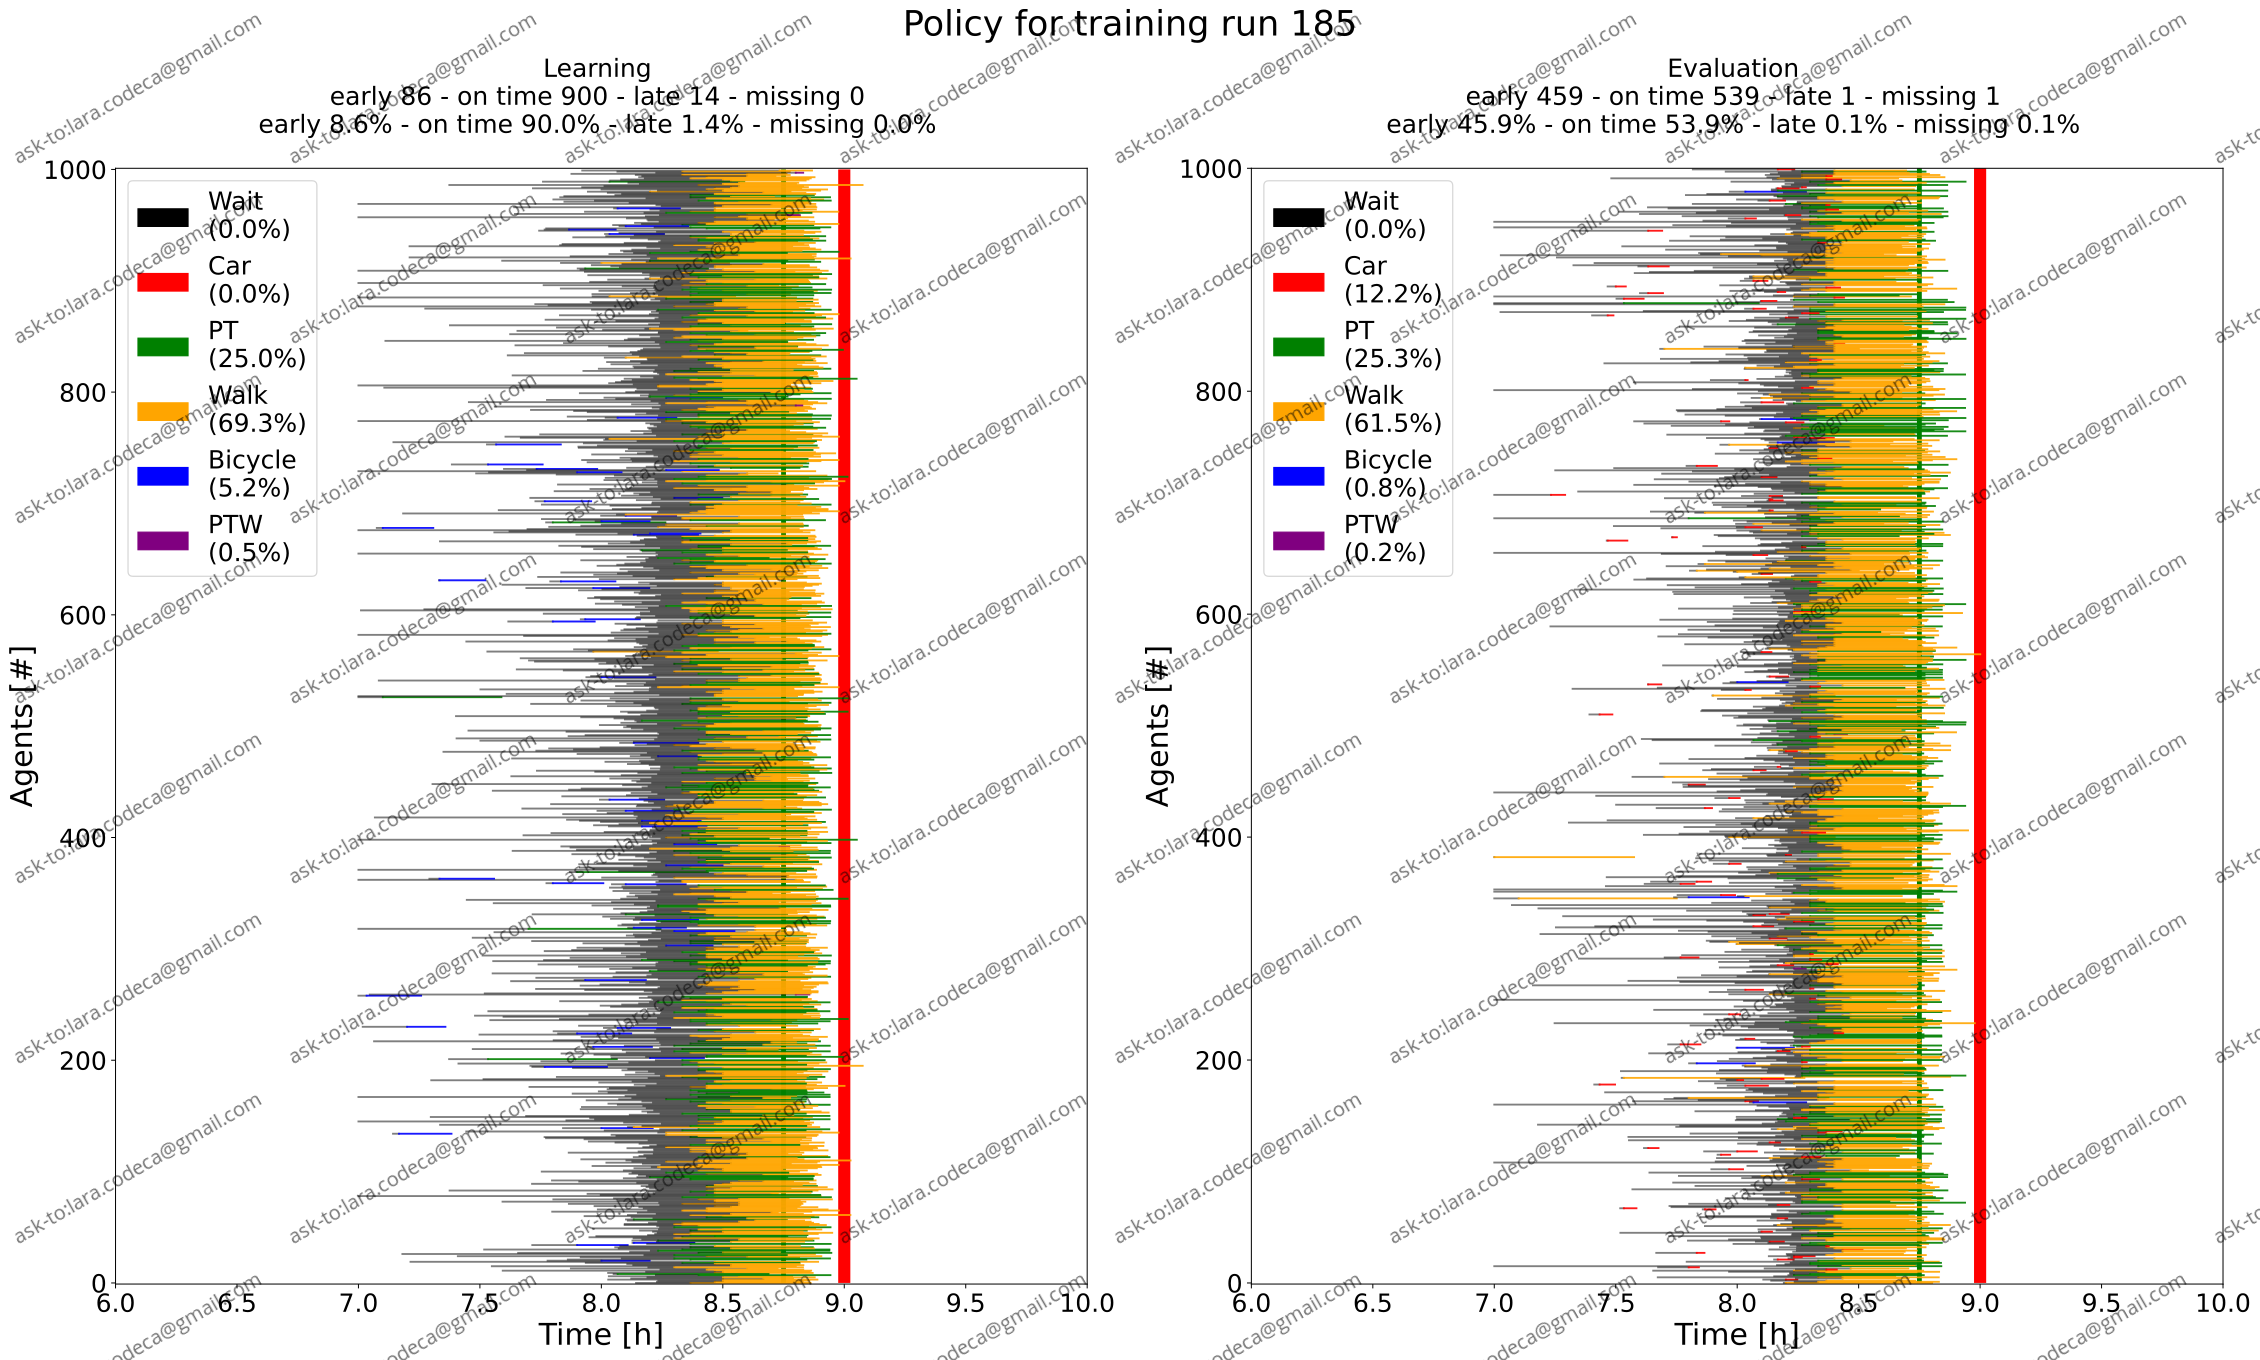 Policy for training run 185
Learning
early 86 - on time 900 - late 14 - missing 0
early 8.6% - on time 90.0% - late 1.4% - missing 0.0%
Evaluation
early 459 - on time 539 - late 1 - missing 1
early 45.9% - on time 53.9% - late 0.1% - missing 0.1%
Wait
(0.0%)
Car
(0.0%)
PT
(25.0%)
Walk
(69.3%)
Bicycle
(5.2%)
PTW
(0.5%)
Agents [#]
0
200
400
600
800
1000
6.0 6.5 7.0 7.5 8.0 8.5 9.0 9.5 10.0
Time [h]
Wait
(0.0%)
Car
(12.2%)
PT
(25.3%)
Walk
(61.5%)
Bicycle
(0.8%)
PTW
(0.2%)
Agents [#]
0
200
400
600
800
1000
6.0 6.5 7.0 7.5 8.0 8.5 9.0 9.5 10.0
Time [h]
ask-to:lara.codeca@gmail.com